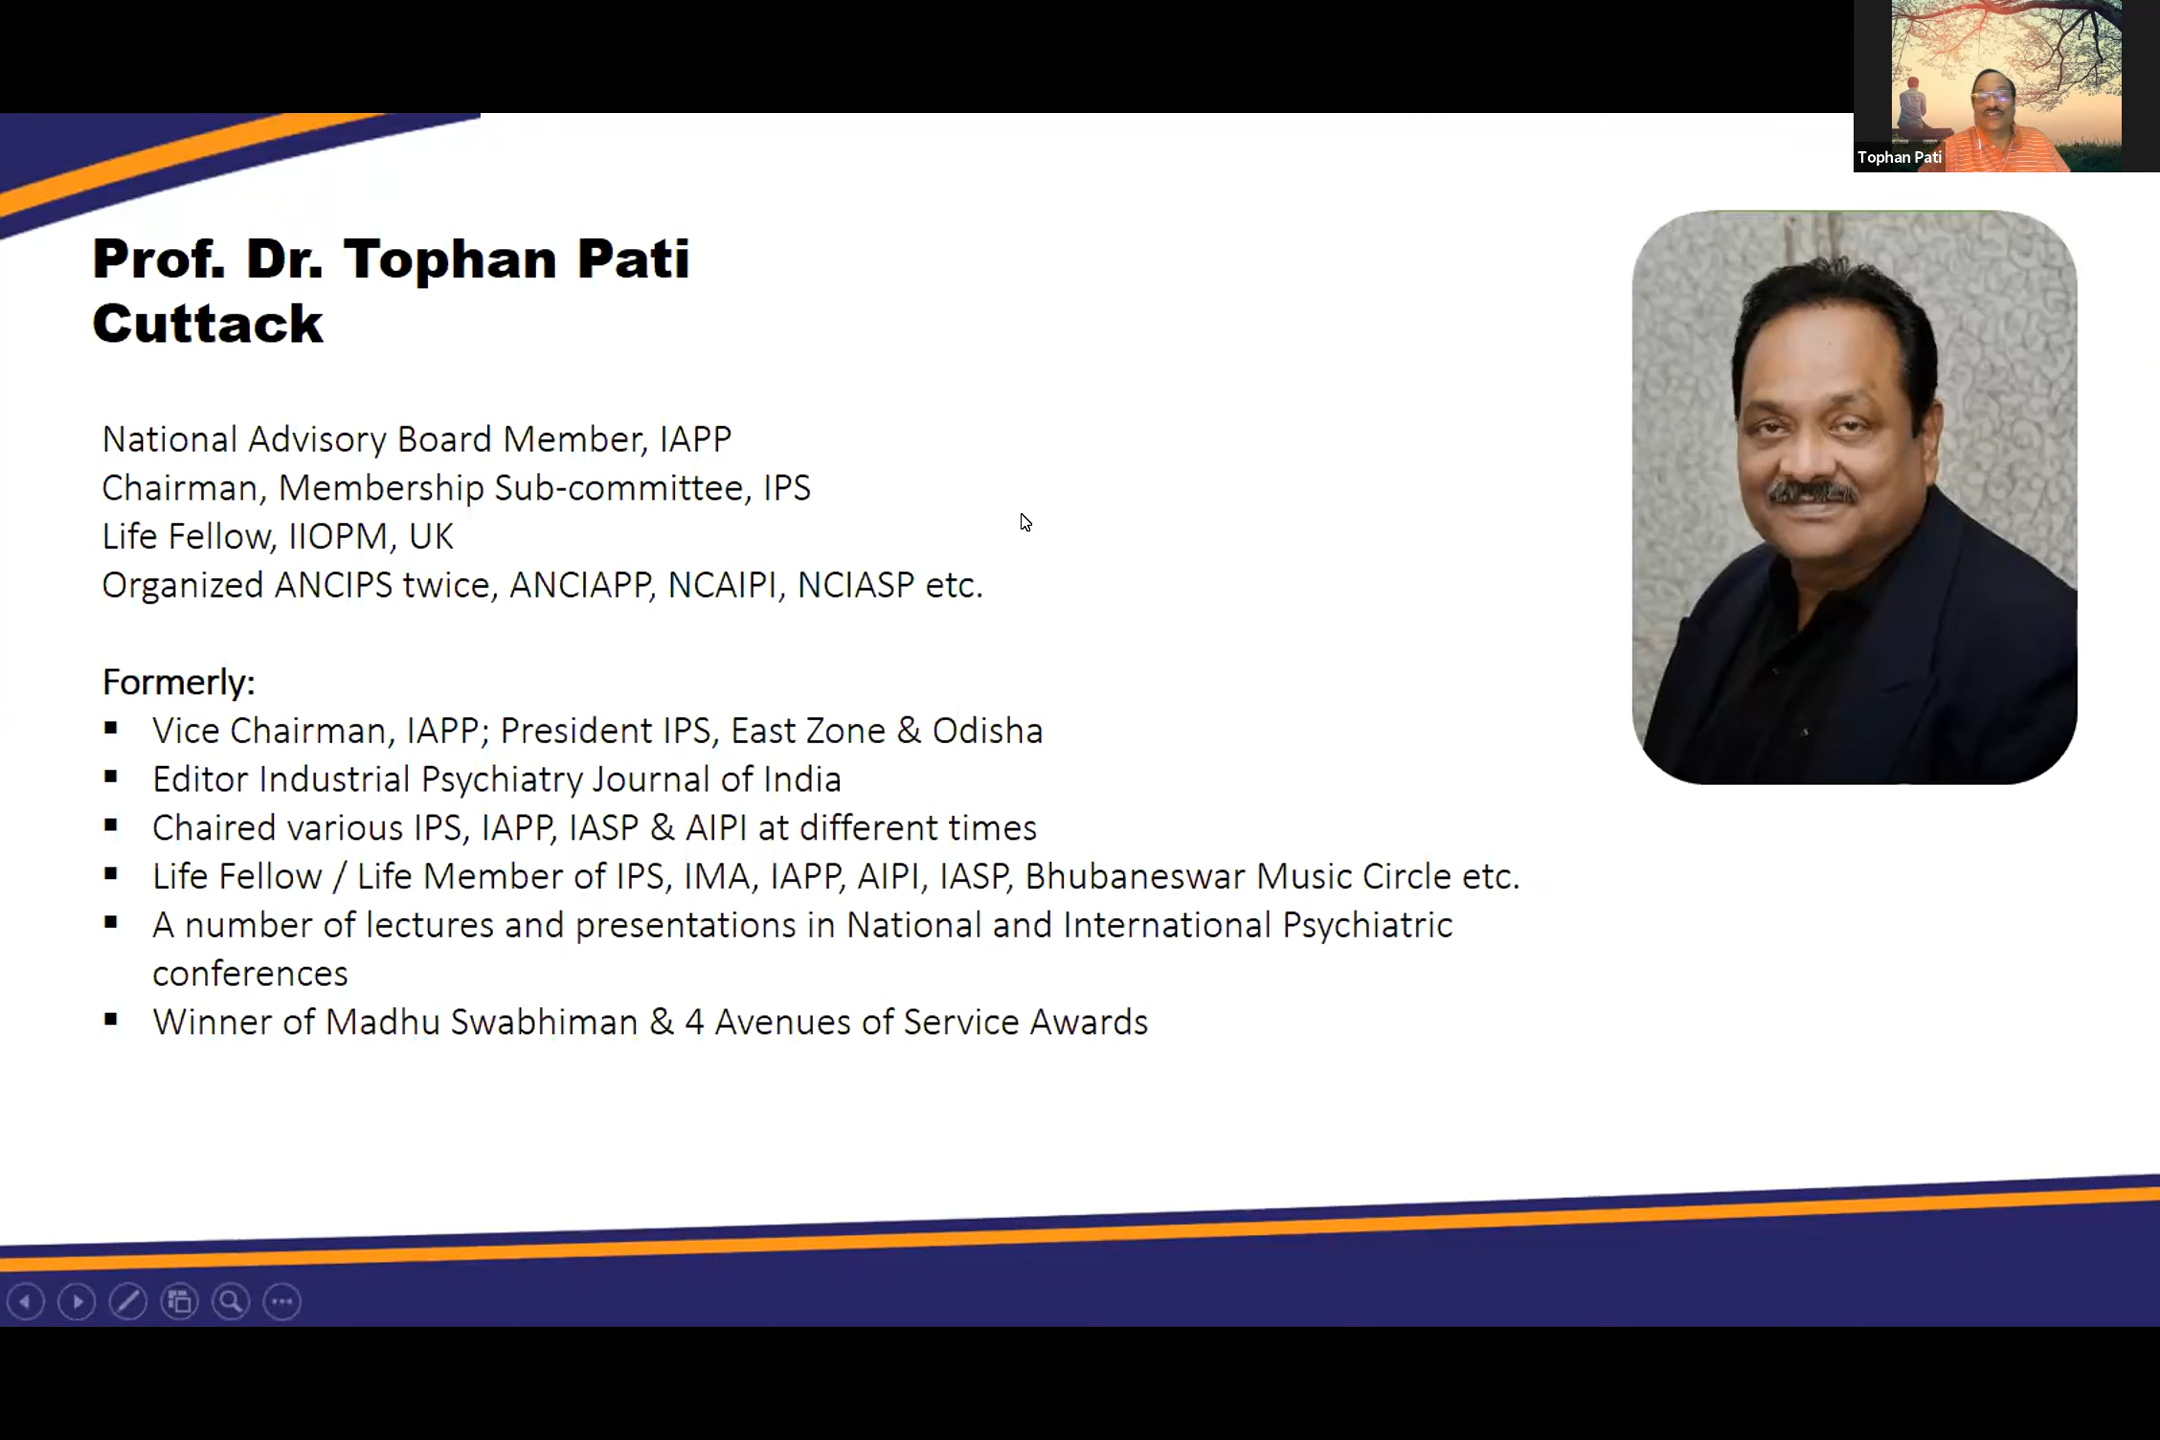 Tophan Pati
Prof. Dr. Tophan Pati
Cuttack
National Advisory Board Member, IAPP
Chairman, Membership Sub-committee, IPS
Life Fellow, IIOPM, UK
Organized ANCIPS twice, ANCIAPP, NCAIPI, NCIASP etc.
Formerly:
▪ Vice Chairman, IAPP; President IPS, East Zone & Odisha
▪ Editor Industrial Psychiatry Journal of India
▪ Chaired various IPS, IAPP, IASP & AIPI at different times
▪ Life Fellow / Life Member of IPS, IMA, IAPP, AIPI, IASP, Bhubaneswar Music Circle etc.
▪ A number of lectures and presentations in National and International Psychiatric
conferences
▪ Winner of Madhu Swabhiman & 4 Avenues of Service Awards